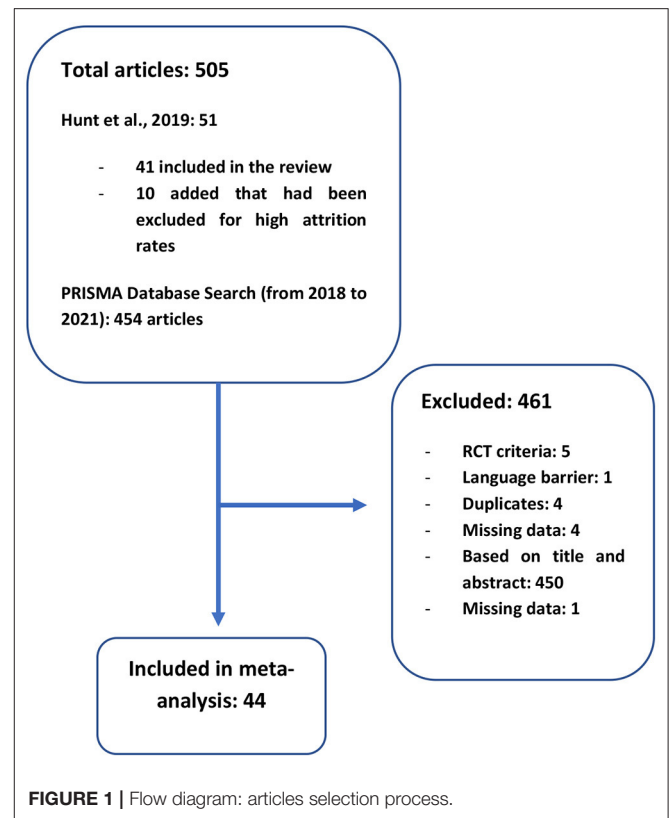 Total articles: 505
Hunt et al., 2019: 51
- 41 included in the review
- 10 added that had been
excluded for high attrition
rates
PRISMA Database Search (from 2018 to
2021): 454 articles
Excluded: 461
- RCT criteria: 5
- Language barrier: 1
- Duplicates: 4
- Missing data: 4
- Based on title and
abstract: 450
- Missing data: 1
Included in meta-
analysis: 44
FIGURE 1 | Flow diagram: articles selection process.